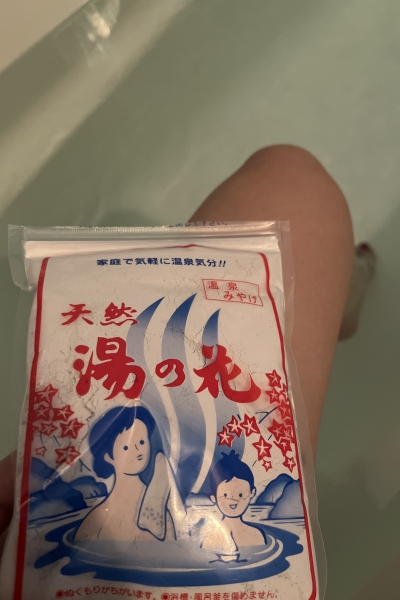 家庭で気軽に温泉気分!!
温泉
みやげ
天然
湯の花
◉ぬくもりがちがいます。 ◉浴槽・風呂釜を傷めません。